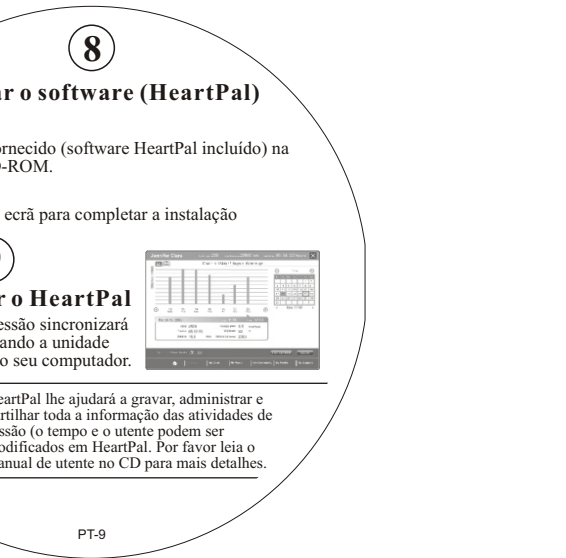 8
ar o software (HeartPal)
ornecido (software HeartPal incluído) na
D-ROM.
ecrã para completar a instalação
r o HeartPal
essão sincronizará
ando a unidade
o seu computador.
eartPal lhe ajudará a gravar, administrar e
artilhar toda a informação das atividades de
ssão (o tempo e o utente podem ser
odificados em HeartPal. Por favor leia o
anual de utente no CD para mais detalhes.
PT-9